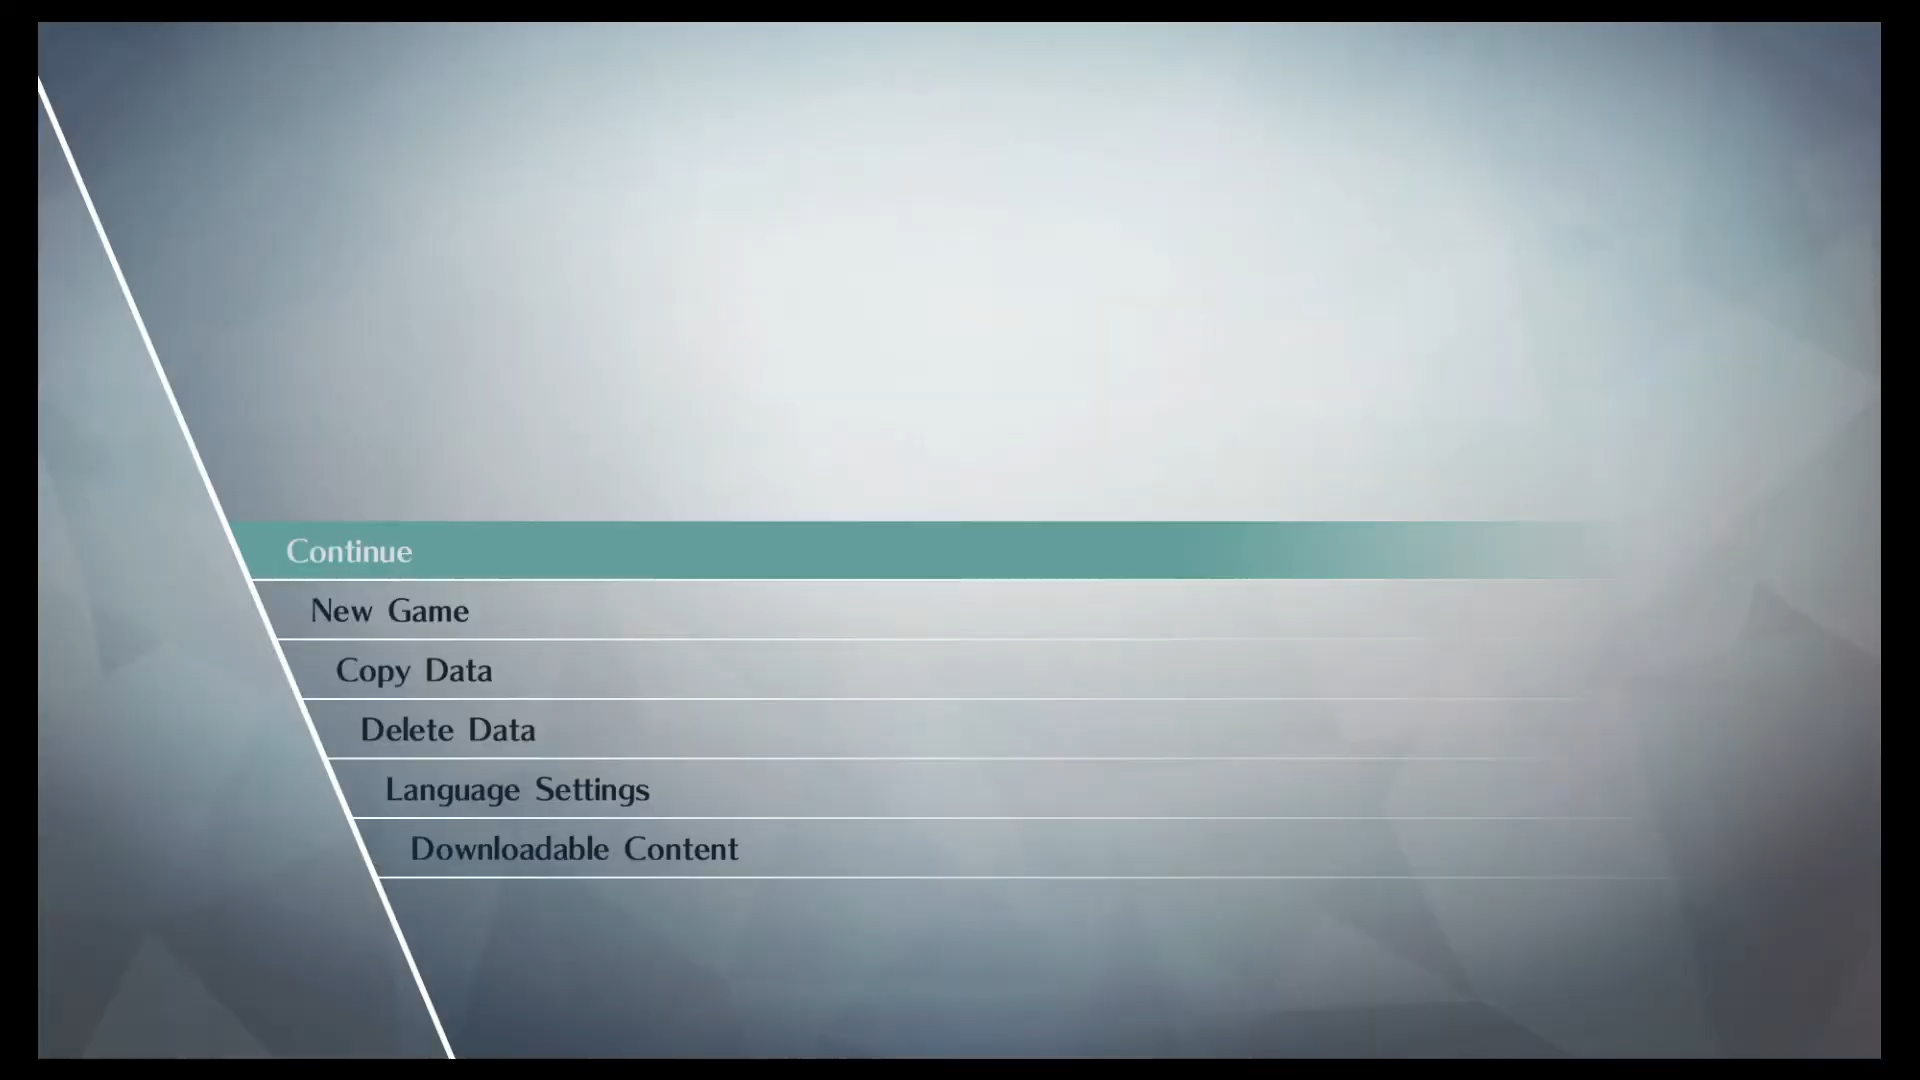 Continue
New Game
Copy Data
Delete Data
Language Settings
Downloadable Content